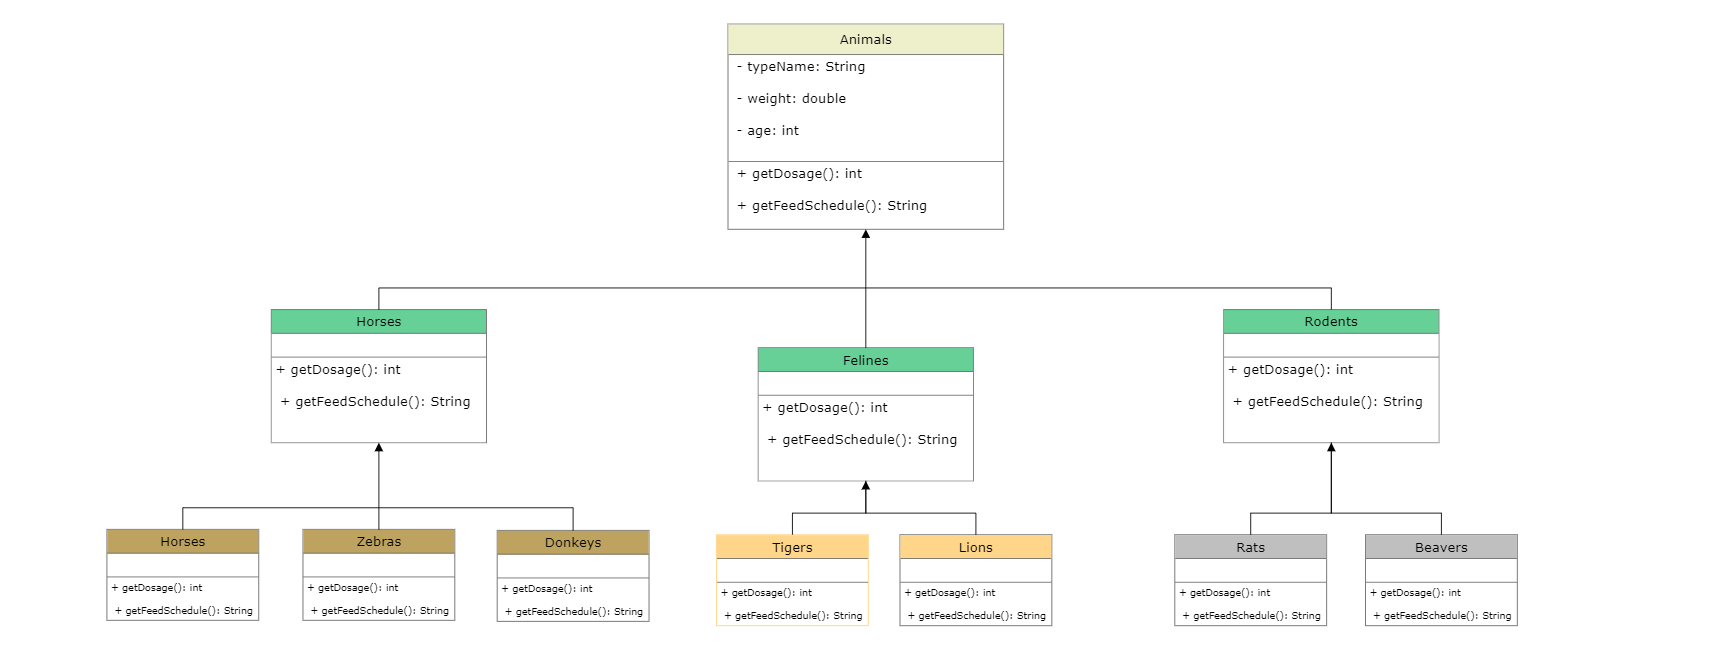 Animals
- typeName: String
- weight: double
- age: int
+ getDosage(): int
+ getFeedSchedule(): String
Horses
+ getDosage(): int
+ getFeedSchedule(): String
Felines
+ getDosage(): int
+ getFeedSchedule(): String
Rodents
+ getDosage(): int
+ getFeedSchedule(): String
Horses
+ getDosage(): int
+ getFeedSchedule(): String
Zebras
+ getDosage(): int
+ getFeedSchedule(): String
Donkeys
+ getDosage(): int
+ getFeedSchedule(): String
Tigers
+ getDosage(): int
+ getFeedSchedule(): String
Lions
+ getDosage(): int
+ getFeedSchedule(): String
Rats
+ getDosage(): int
+ getFeedSchedule(): String
Beavers
+ getDosage(): int
+ getFeedSchedule(): String